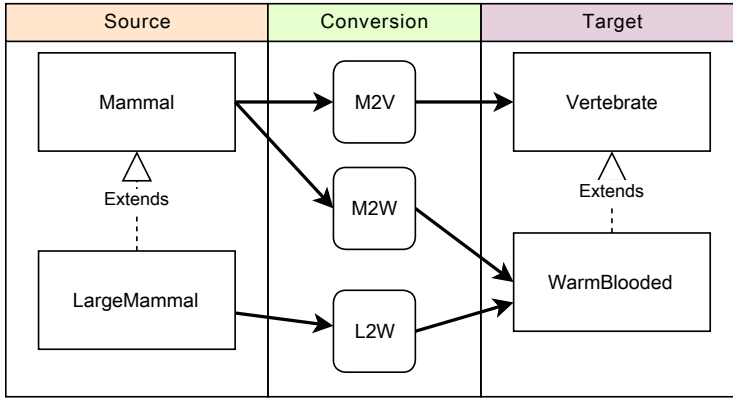 Source
Conversion
Target
Mammal
M2V
Vertebrate
Extends
M2W
Extends
LargeMammal
L2W
WarmBlooded